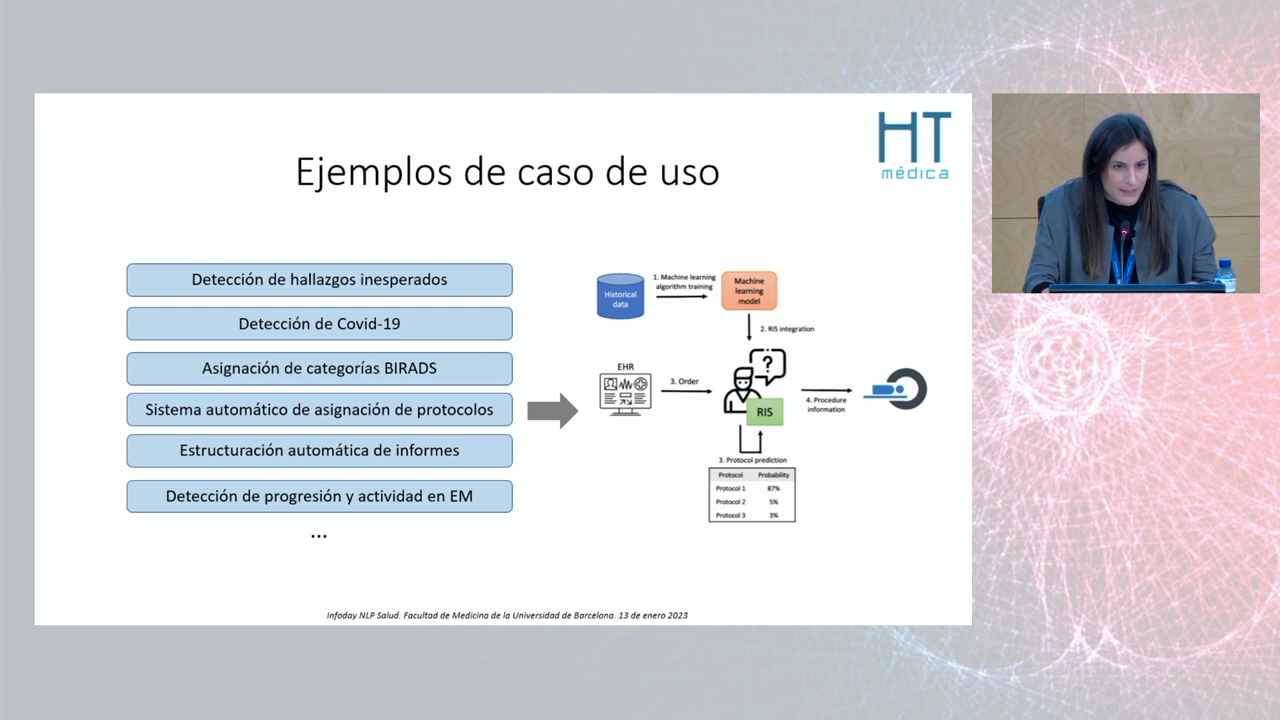 HT
médica
Ejemplos de caso de uso
Detección de hallazgos inesperados
Detección de Covid-19
Asignación de categorías BIRADS
Sistema automático de asignación de protocolos
Estructuración automática de informes
Detección de progresión y actividad en EM
...
Historical
data
1. Machine learning
algorithm training
Machine
learning
model
2. RIS integration
EHR
3. Order
?
RIS
4. Procedure
information
3. Protocol prediction
Protocol Probability
Protocol 1 87%
Protocol 2 5%
Protocol 3 3%
Infoday NLP Salud. Facultad de Medicina de la Universidad de Barcelona. 13 de enero 2023